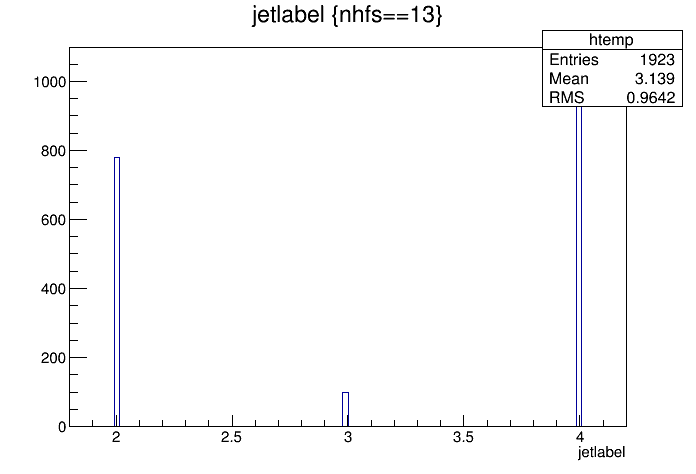 jetlabel {nhfs==13}
htemp
Entries 1923
Mean 3.139
RMS 0.9642
1000
800
600
400
200
0
2 2.5 3 3.5 4
jetlabel